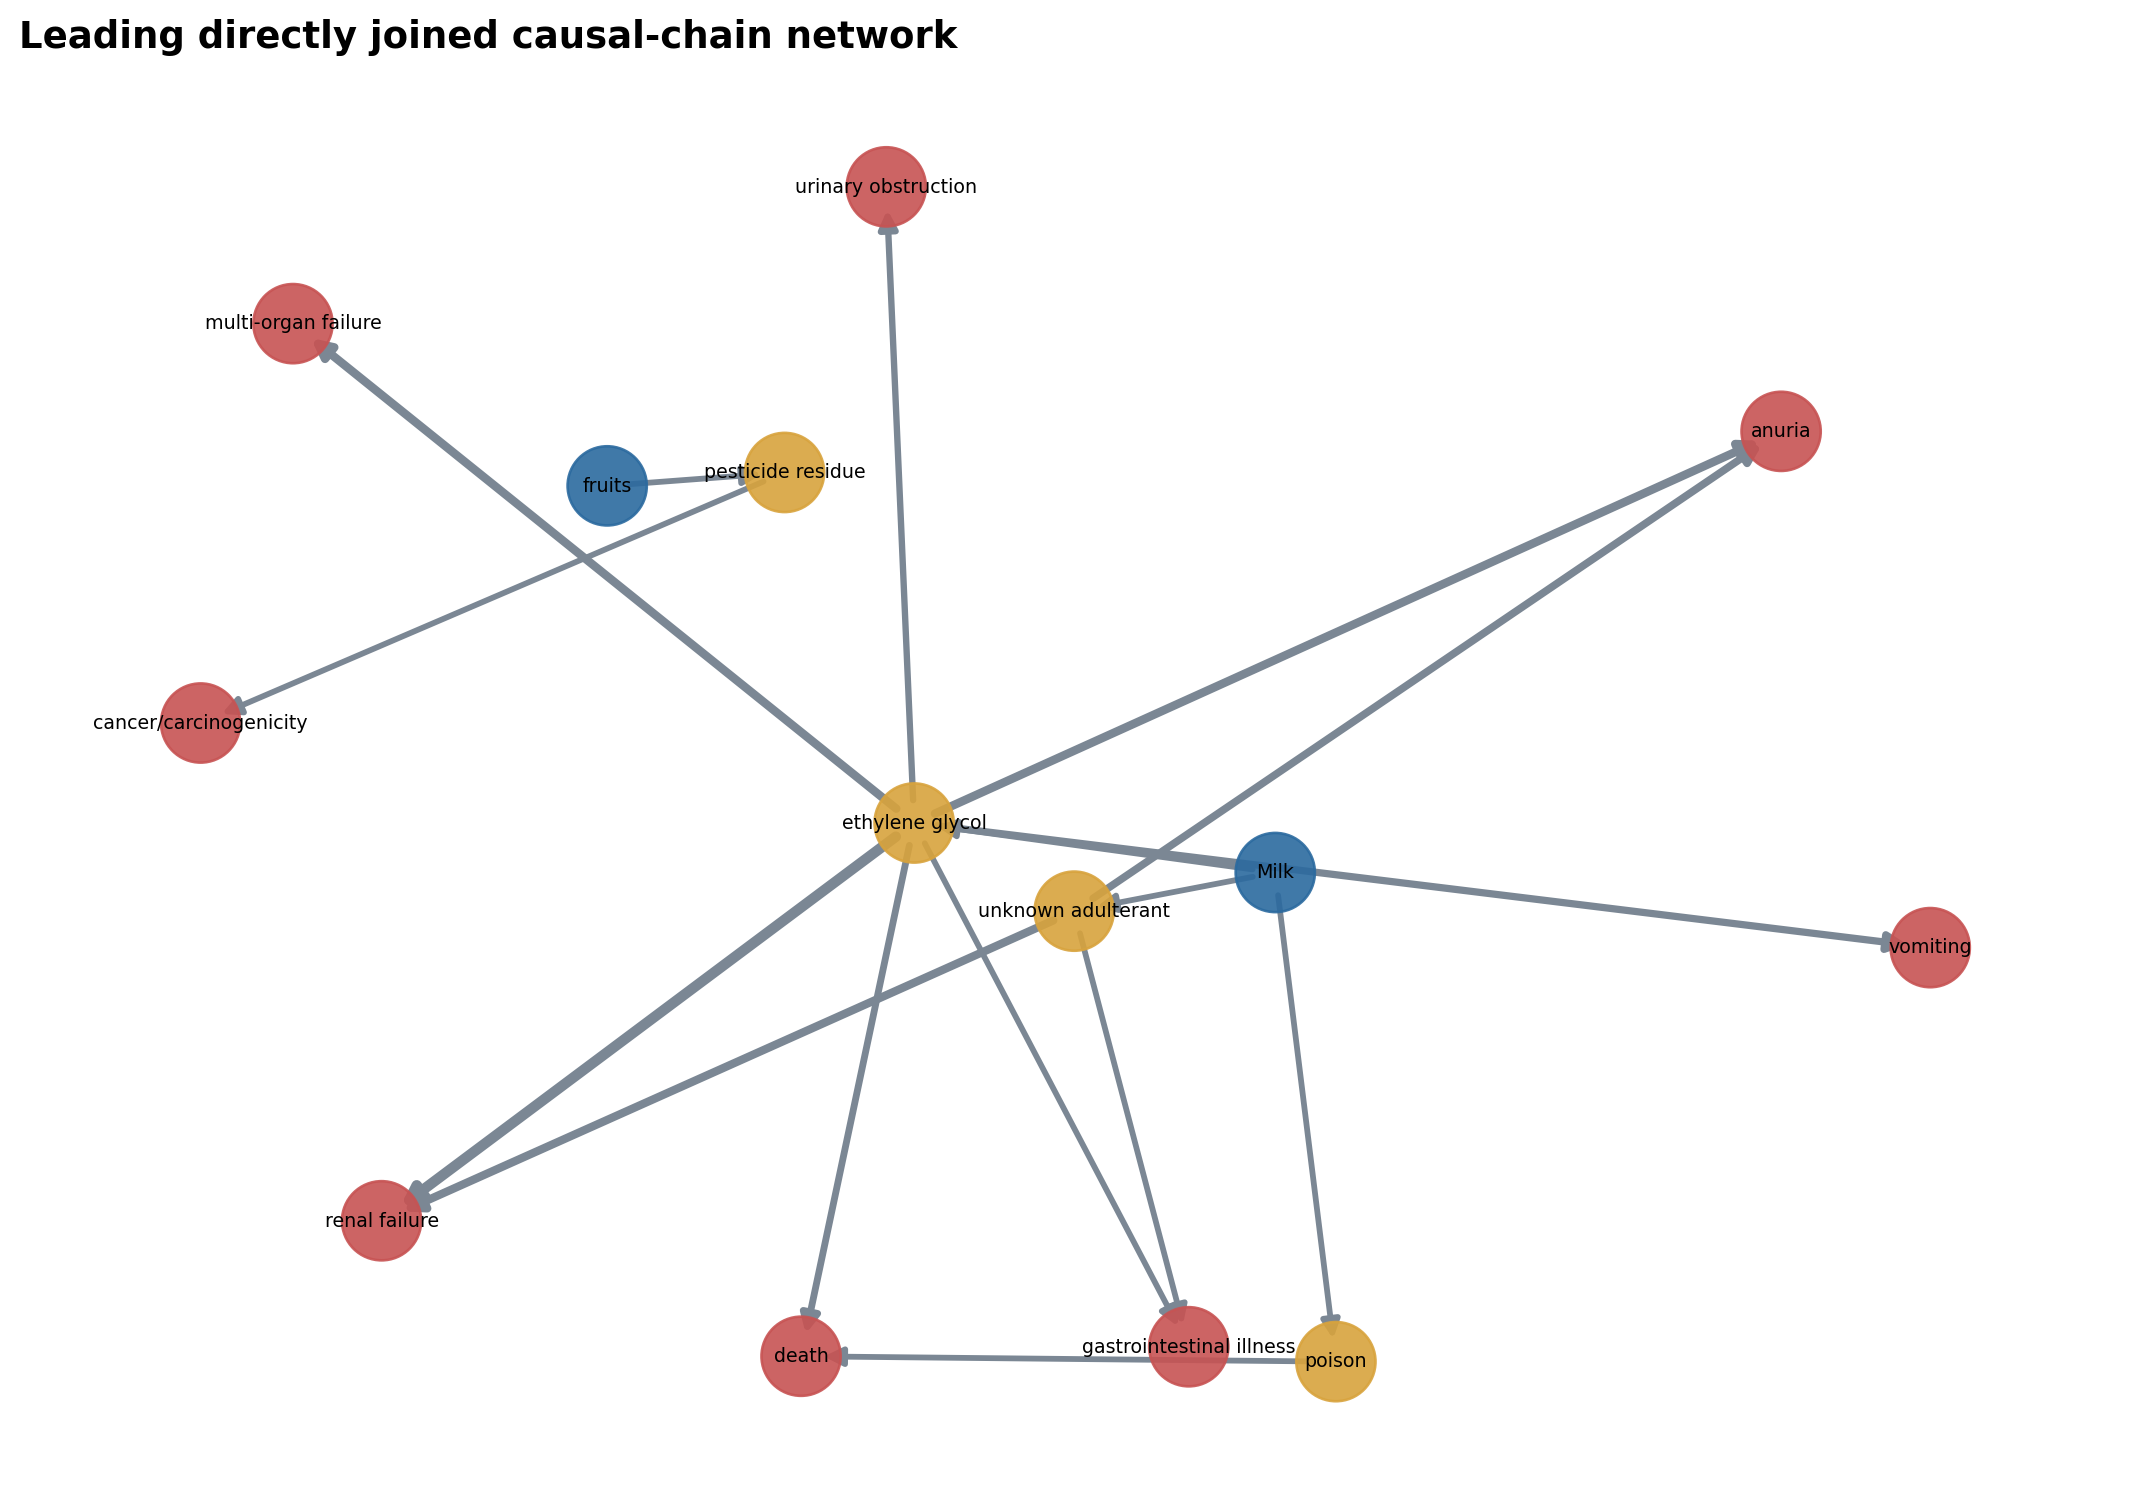 Leading directly joined causal-chain network
urinary obstruction
multi-organ failure
anuria
pesticide residue
fruits
cancer/carcinogenicity
ethylene glycol
Milk
unknown adulterant
vomiting
renal failure
gastrointestinal illness
death
poison